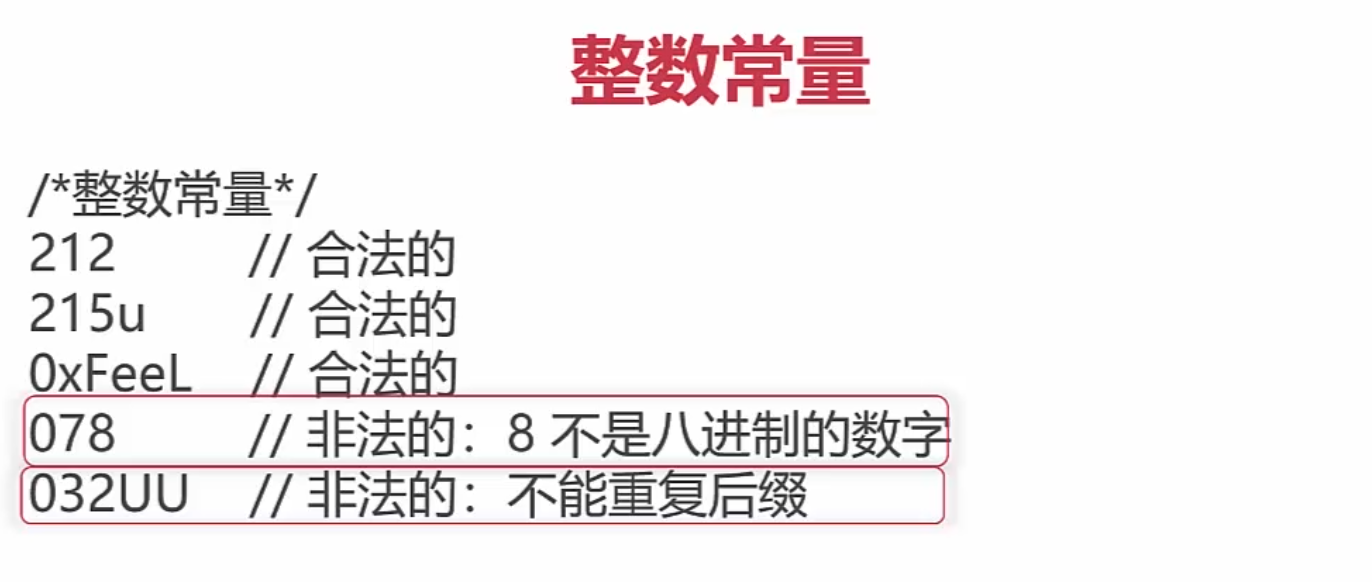 整数常量
/*整数常量*/
212 // 合法的
215u // 合法的
0xFeeL // 合法的
078 // 非法的：8 不是八进制的数字
032UU // 非法的：不能重复后缀